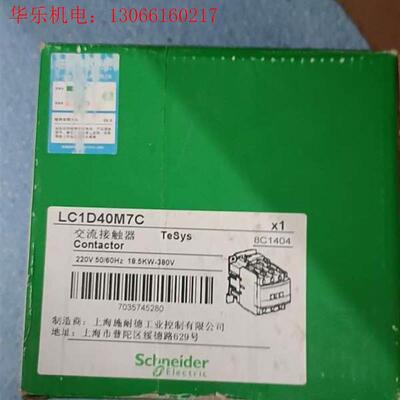 华乐机电：13066160217
LC1D40M7C
x1
交流接触器 TeSys
Contactor
8C1404
220V 50/60Hz 18.5KW-380V
7035745280
制造商：上海施耐德工业控制有限公司
地址：上海市普陀区绥德路629号
Schneider
Electric